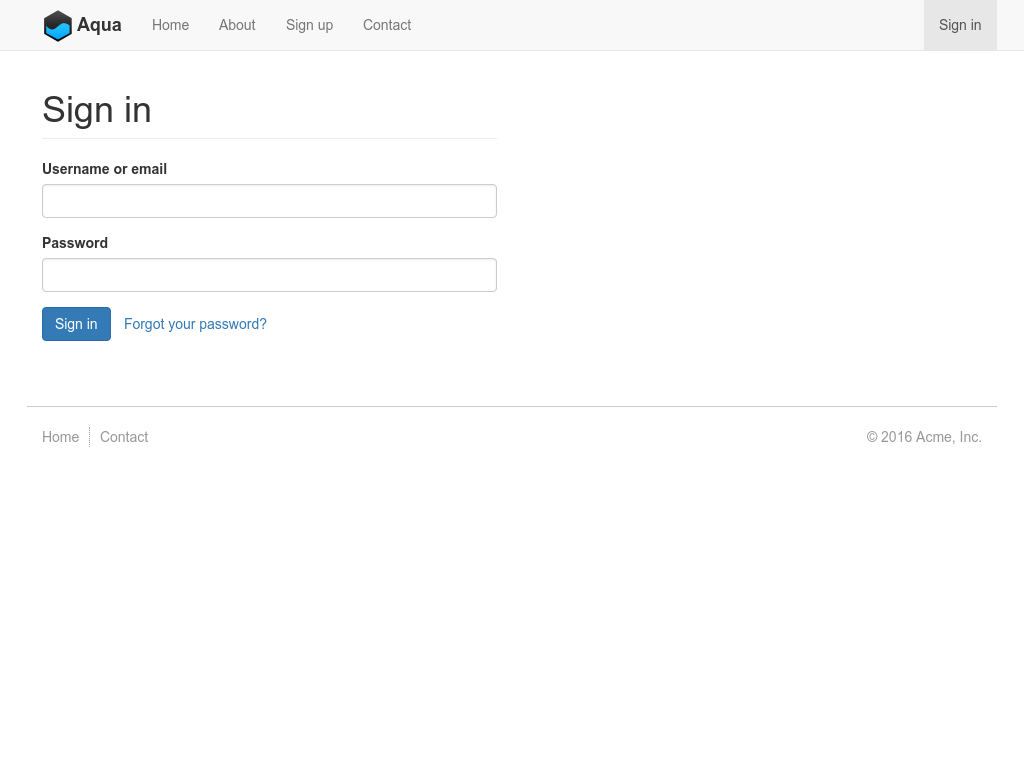 Aqua Home About Sign up Contact Sign in
Sign in
Username or email
Password
Sign in Forgot your password?
Home Contact © 2016 Acme, Inc.